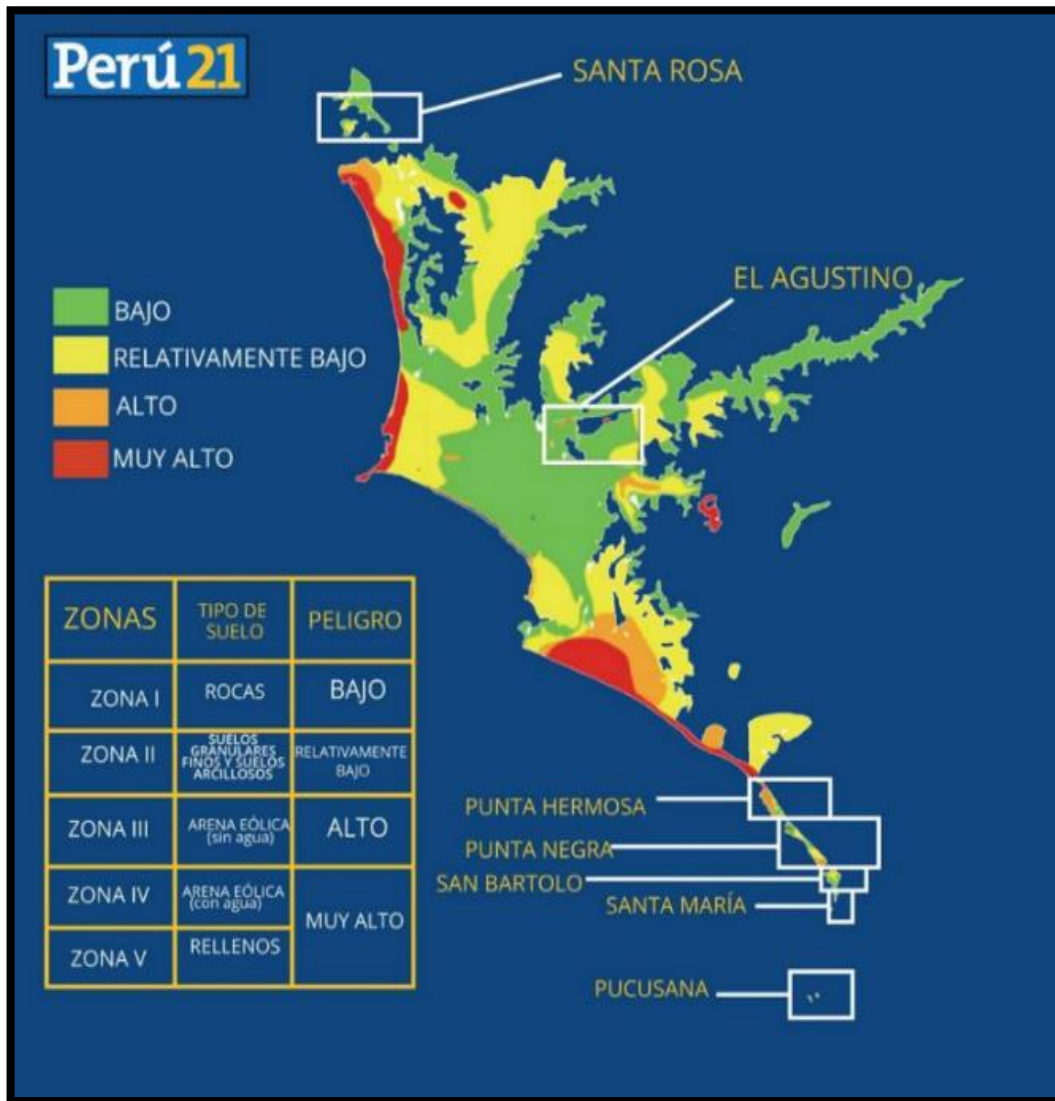 Perú 21
SANTA ROSA
EL AGUSTINO
BAJO
RELATIVAMENTE BAJO
ALTO
MUY ALTO
ZONAS
TIPO DE
SUELO
PELIGRO
ZONA I
ROCAS
BAJO
ZONA II
SUELOS
GRANULARES
FINOS Y SUELOS
ARCILLOSOS
RELATIVAMENTE
BAJO
ZONA III
ARENA EÓLICA
(sin agua)
ALTO
ZONA IV
ARENA EÓLICA
(con agua)
MUY ALTO
ZONA V
RELLENOS
PUNTA HERMOSA
PUNTA NEGRA
SAN BARTOLO
SANTA MARÍA
PUCUSANA